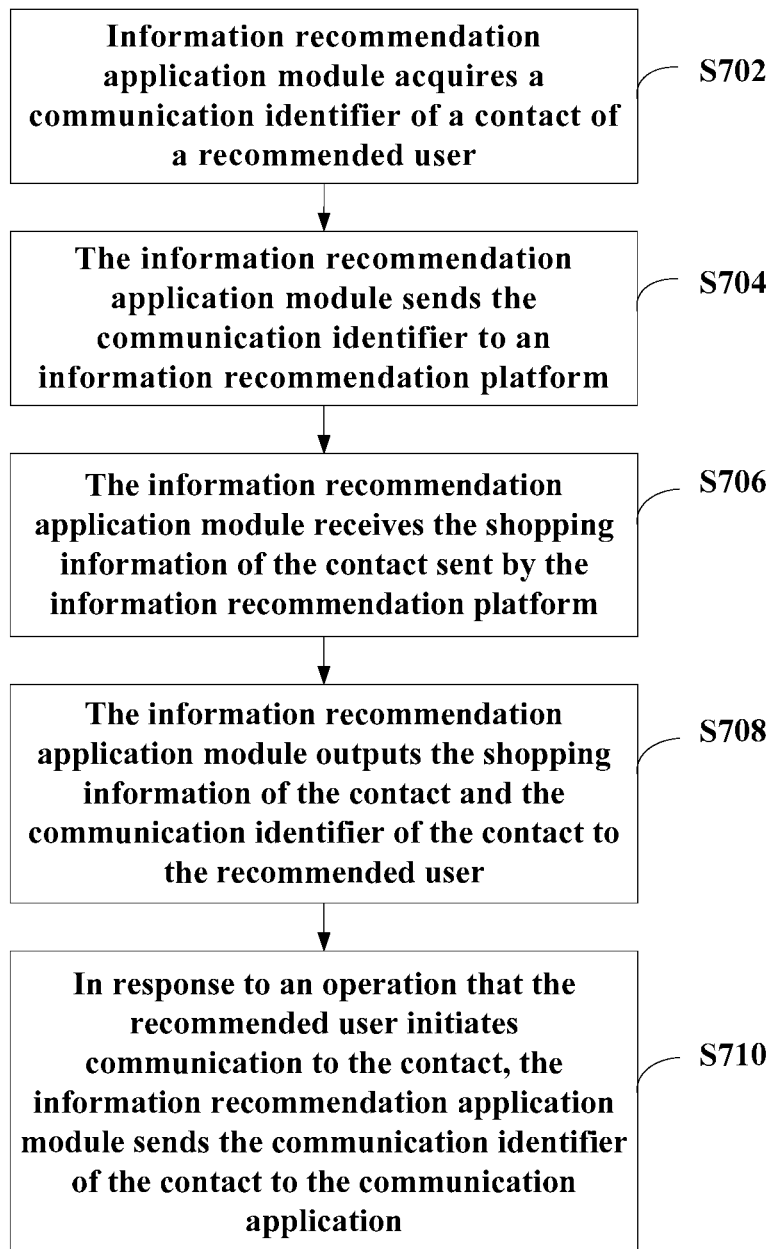 Information recommendation
application module acquires a
communication identifier of a contact of
a recommended user
S702
The information recommendation
application module sends the
communication identifier to an
information recommendation platform
S704
The information recommendation
application module receives the shopping
information of the contact sent by the
information recommendation platform
S706
The information recommendation
application module outputs the shopping
information of the contact and the
communication identifier of the contact to
the recommended user
S708
In response to an operation that the
recommended user initiates
communication to the contact, the
information recommendation application
module sends the communication identifier
of the contact to the communication
application
S710